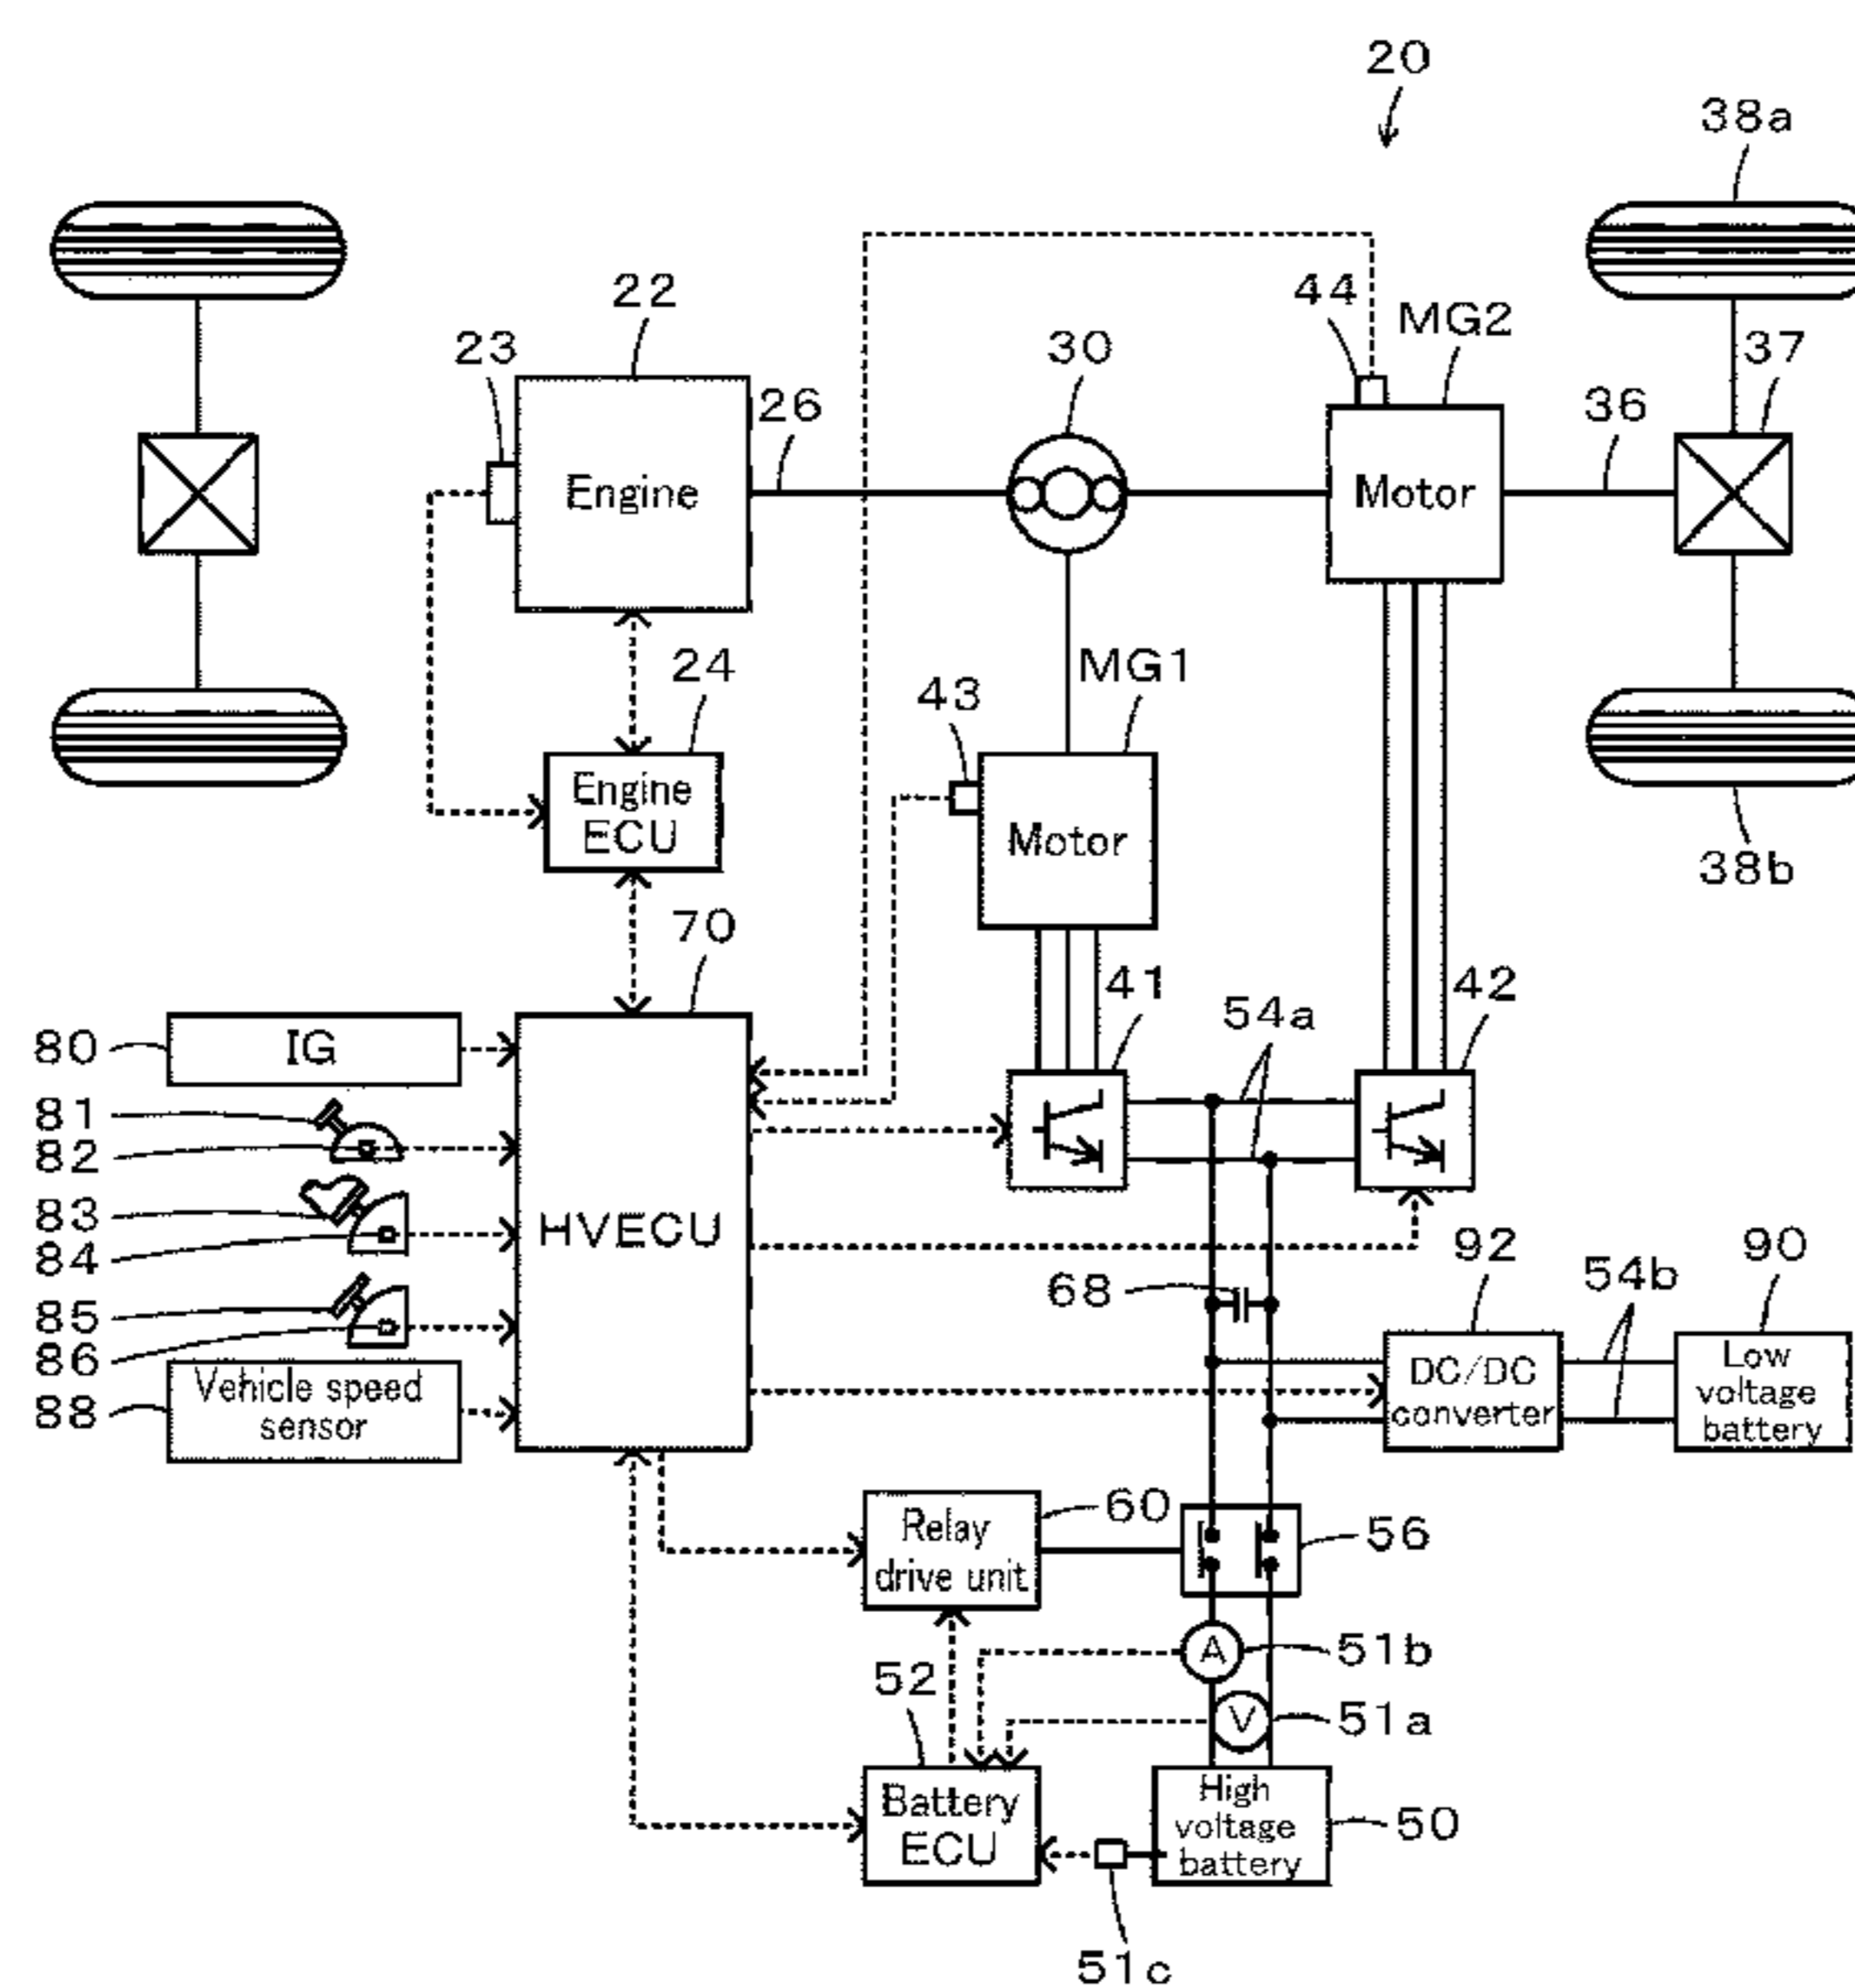 20
38a
22
44
MG2
23
30
37
26
36
Engine
Motor
24
MG1
43
Engine
ECU
Motor
38b
70
41
42
54a
80
IG
81
82
83
HVECU
84
92
90
54b
68
85
86
Vehicle speed
sensor
88
DC/DC
converter
Low
voltage
battery
60
Relay
drive unit
56
A
51b
52
V
51a
Battery
ECU
High
voltage
battery
50
51c